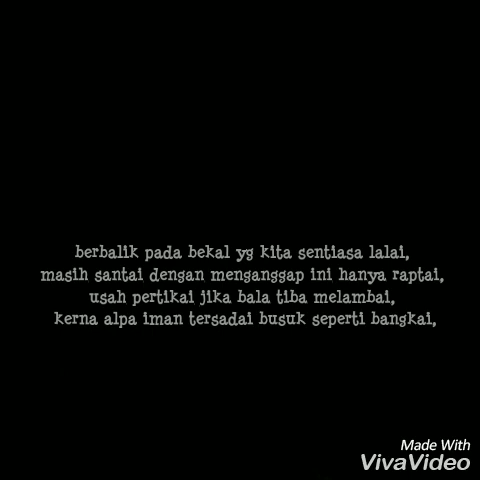 berbalik pada bekal yg kita sentiasa lalai,
masih santai dengan menganggap ini hanya raptai,
usah pertikai jika bala tiba melambai,
kerna alpa iman tersadai busuk seperti bangkai,
Made With
VivaVideo